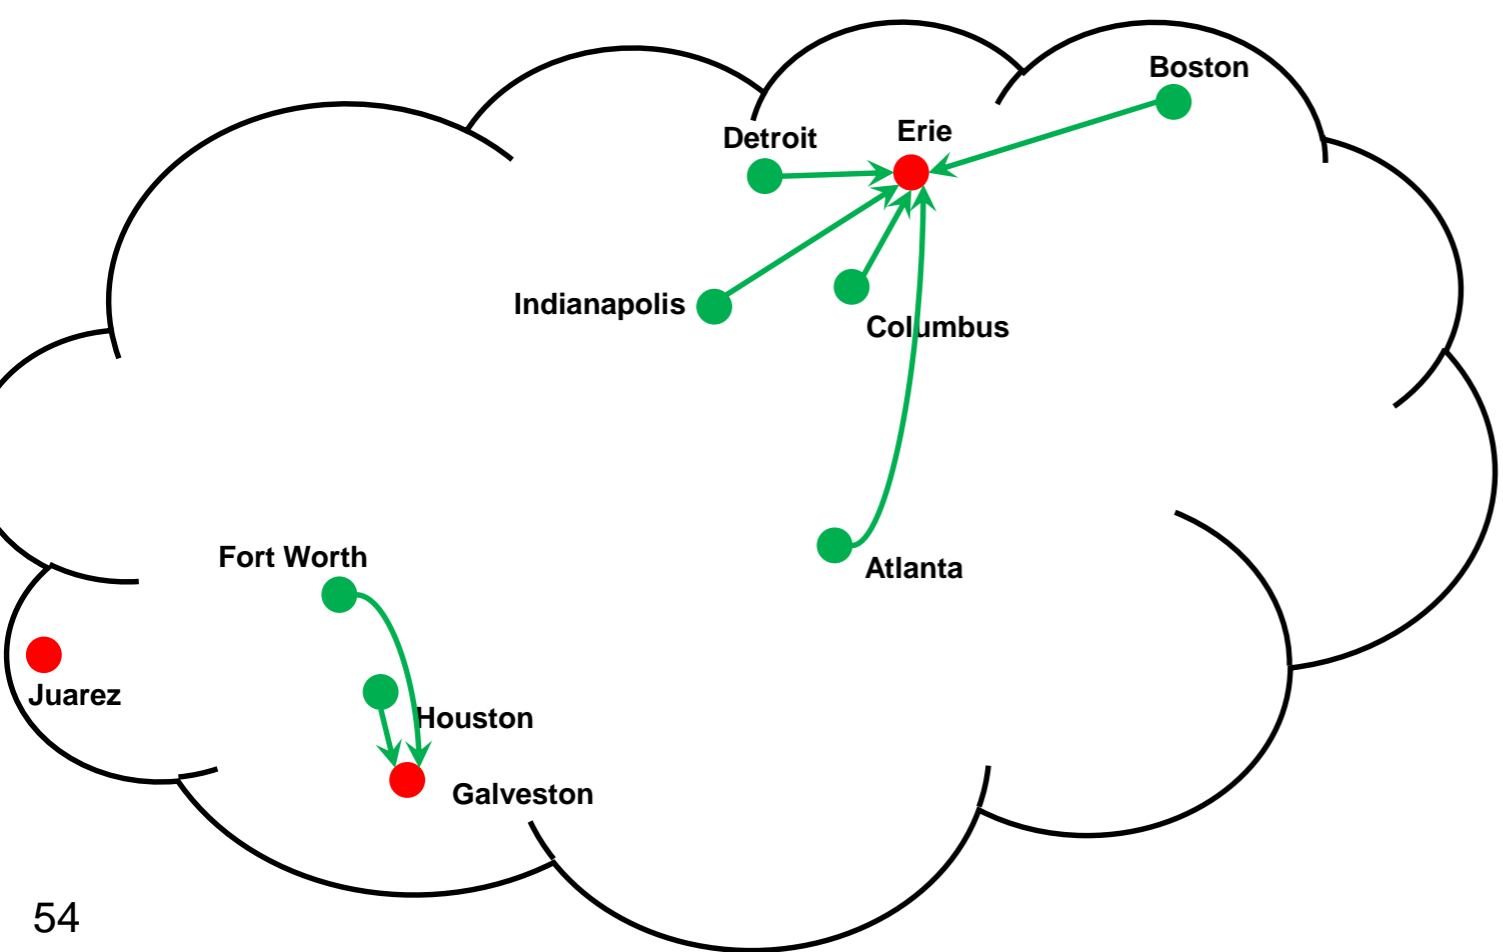 Boston
Detroit
Erie
Indianapolis
Columbus
Fort Worth
Atlanta
Juarez
Houston
Galveston
54